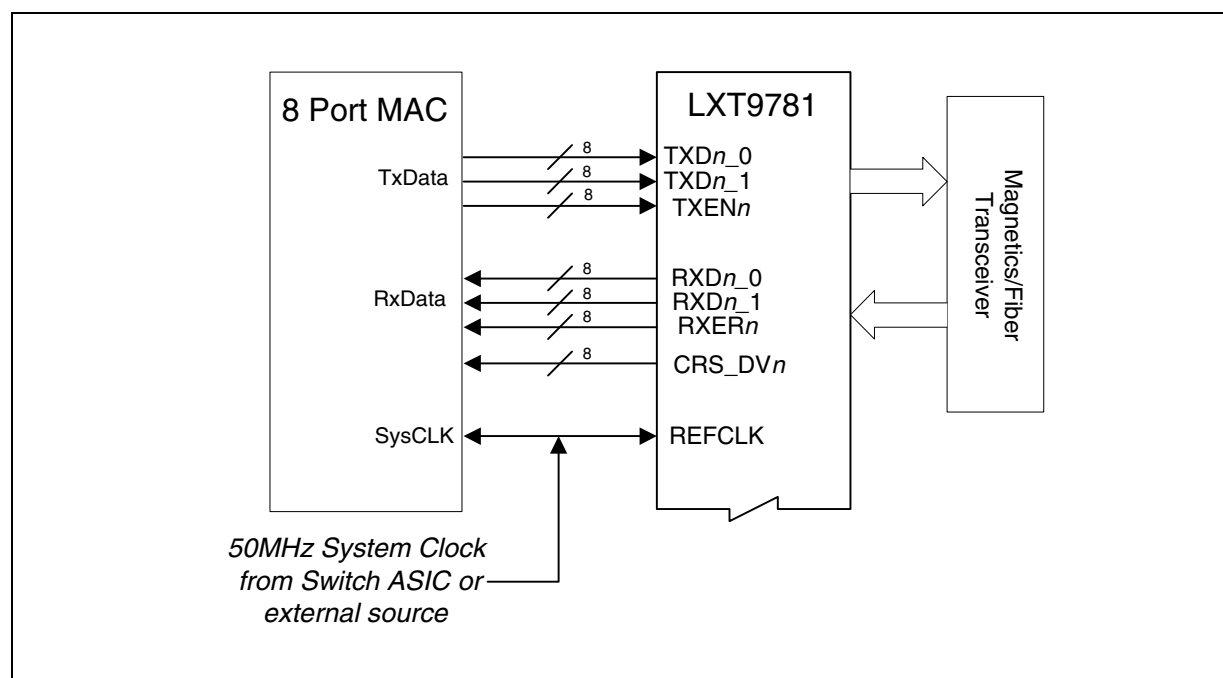 8 Port MAC
TxData
RxData
SysCLK
8
8
8
8
8
8
8
LXT9781
TXDn_0
TXDn_1
TXENn
RXDn_0
RXDn_1
RXERn
CRS_DVn
REFCLK
Magnetics/Fiber
Transceiver
50MHz System Clock
from Switch ASIC or
external source